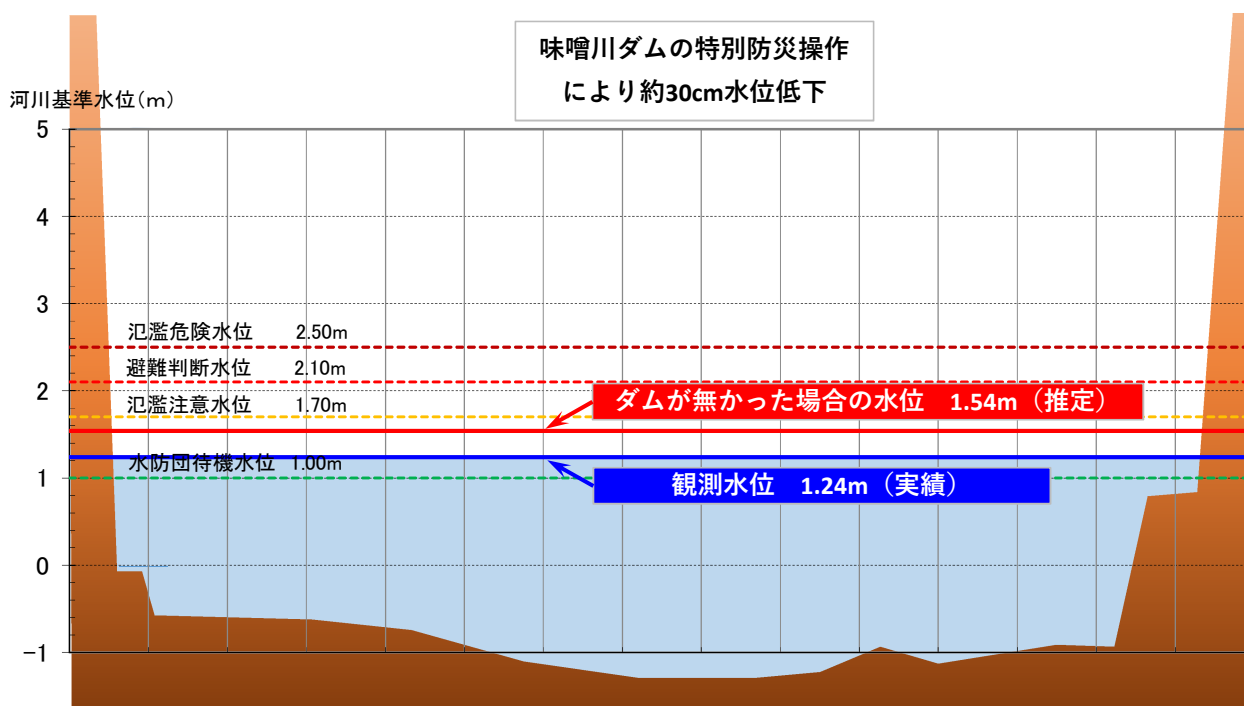 味噌川ダムの特別防災操作
により約30cm水位低下
河川基準水位(m)
5
4
3
氾濫危険水位 2.50m
避難判断水位 2.10m
2
氾濫注意水位 1.70m
ダムが無かった場合の水位 1.54m(推定)
水防団待機水位 1.00m
1
観測水位 1.24m(実績)
0
-1